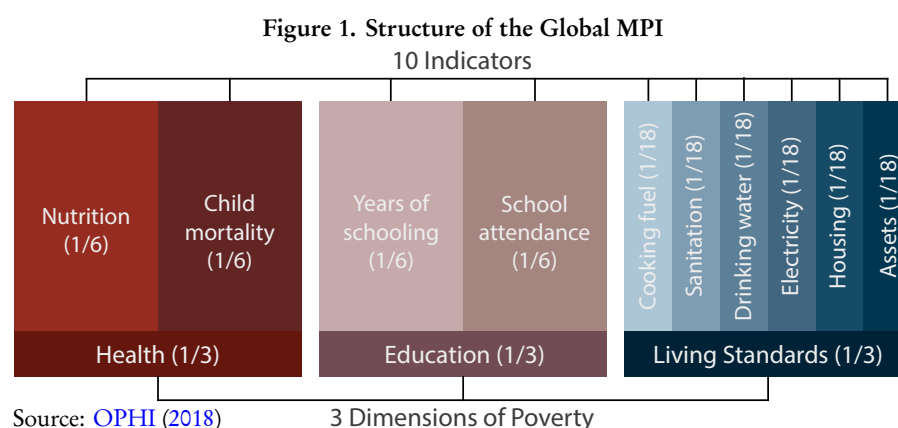 Figure 1. Structure of the Global MPI
10 Indicators
Nutrition
(1/6)
Child
mortality
(1/6)
Years of
schooling
(1/6)
School
attendance
(1/6)
Cooking fuel (1/18)
Sanitation (1/18)
Drinking water (1/18)
Electricity (1/18)
Housing (1/18)
Assets (1/18)
Health (1/3)
Education (1/3)
Living Standards (1/3)
Source: OPHI (2018)
3 Dimensions of Poverty